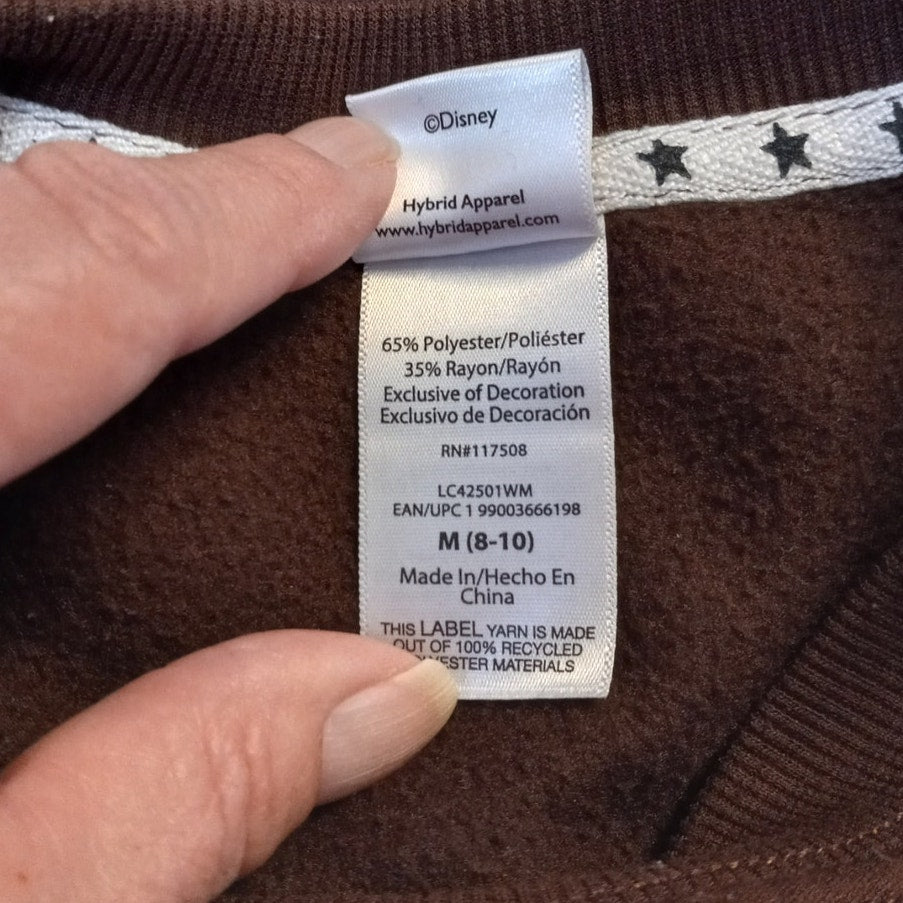 ©Disney
Hybrid Apparel
www.hybridapparel.com
65% Polyester/Poliéster
35% Rayon/Rayón
Exclusive of Decoration
Exclusivo de Decoración
RN#117508
LC42501WM
EAN/UPC 1 99003666198
M (8-10)
Made In/Hecho En
China
THIS LABEL YARN IS MADE
OUT OF 100% RECYCLED
POLYESTER MATERIALS